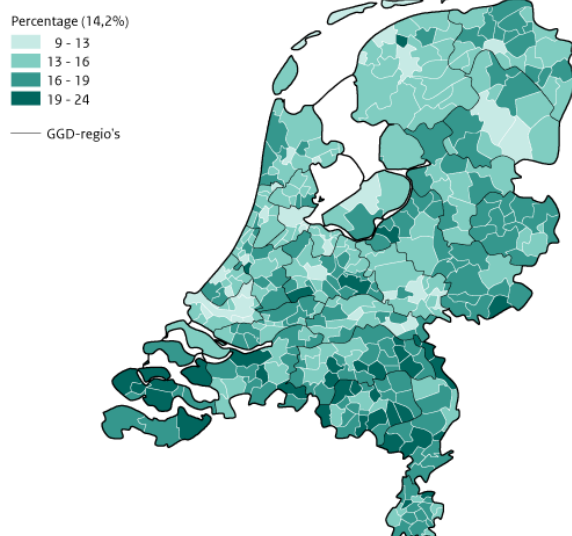 Percentage (14,2%)
9 - 13
13 - 16
16 - 19
19 - 24
GGD-regio's